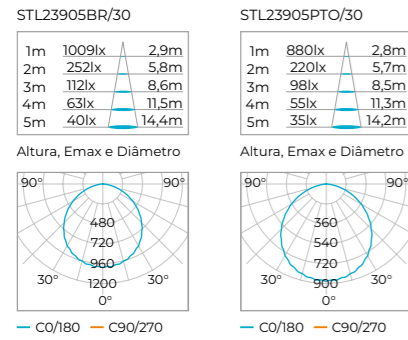 STL23905BR/30
1m 1009lx 2,9m
2m 252lx 5,8m
3m 112lx 8,6m
4m 63lx 11,5m
5m 40lx 14,4m
Altura, Emax e Diâmetro
90° 90°
480
720
960
30° 1200 30°
0°
C0/180 C90/270
STL23905PTO/30
1m 880lx 2,8m
2m 220lx 5,7m
3m 98lx 8,5m
4m 55lx 11,3m
5m 35lx 14,2m
Altura, Emax e Diâmetro
90° 90°
360
540
720
30° 900 30°
0°
C0/180 C90/270